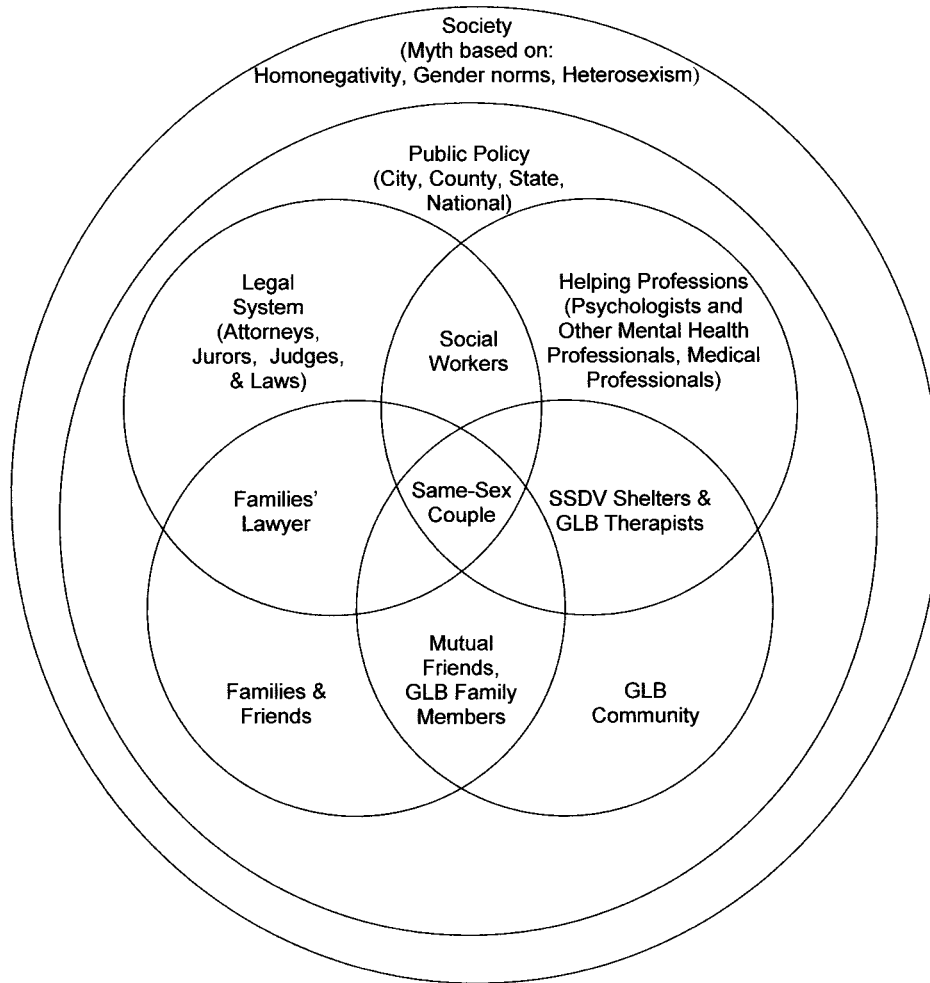 Society
(Myth based on:
Homonegativity, Gender norms, Heterosexism)
Public Policy
(City, County, State,
National)
Legal
System
(Attorneys,
Jurors, Judges,
& Laws)
Social
Workers
Helping Professions
(Psychologists and
Other Mental Health
Professionals, Medical
Professionals)
Families'
Lawyer
Same-Sex
Couple
SSDV Shelters &
GLB Therapists
Families &
Friends
Mutual
Friends,
GLB Family
Members
GLB
Community